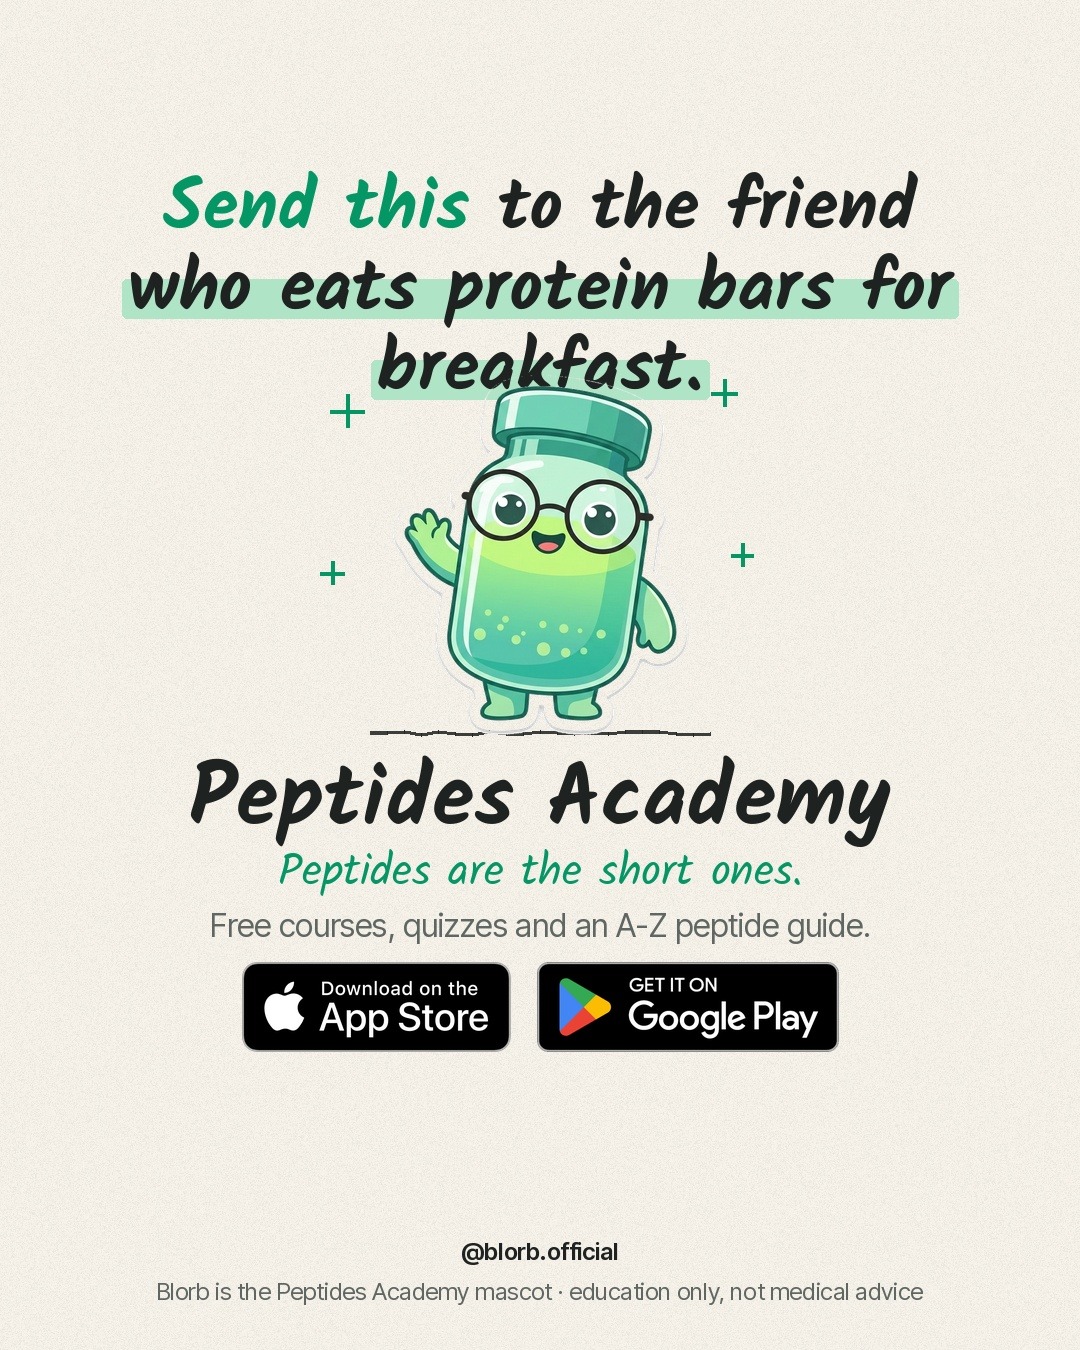 Send this to the friend
who eats protein bars for
breakfast.
Peptides Academy
Peptides are the short ones.
Free courses, quizzes and an A-Z peptide guide.
Download on the
App Store
GET IT ON
Google Play
@blorb.official
Blorb is the Peptides Academy mascot · education only, not medical advice